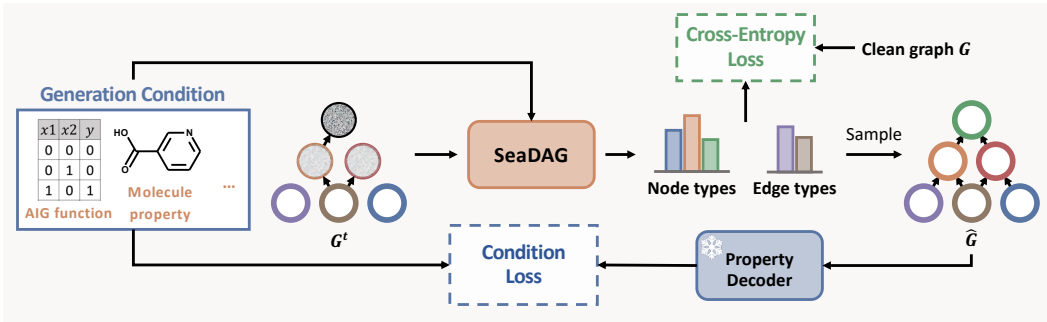 Generation Condition
x1 x2 y
0 0 0
0 1 0
1 0 1
AIG function
HO
O
N
Molecule
property
...
G^t
SeaDAG
Cross-Entropy
Loss
Clean graph G
Node types
Edge types
Sample
Ĝ
Condition
Loss
Property
Decoder